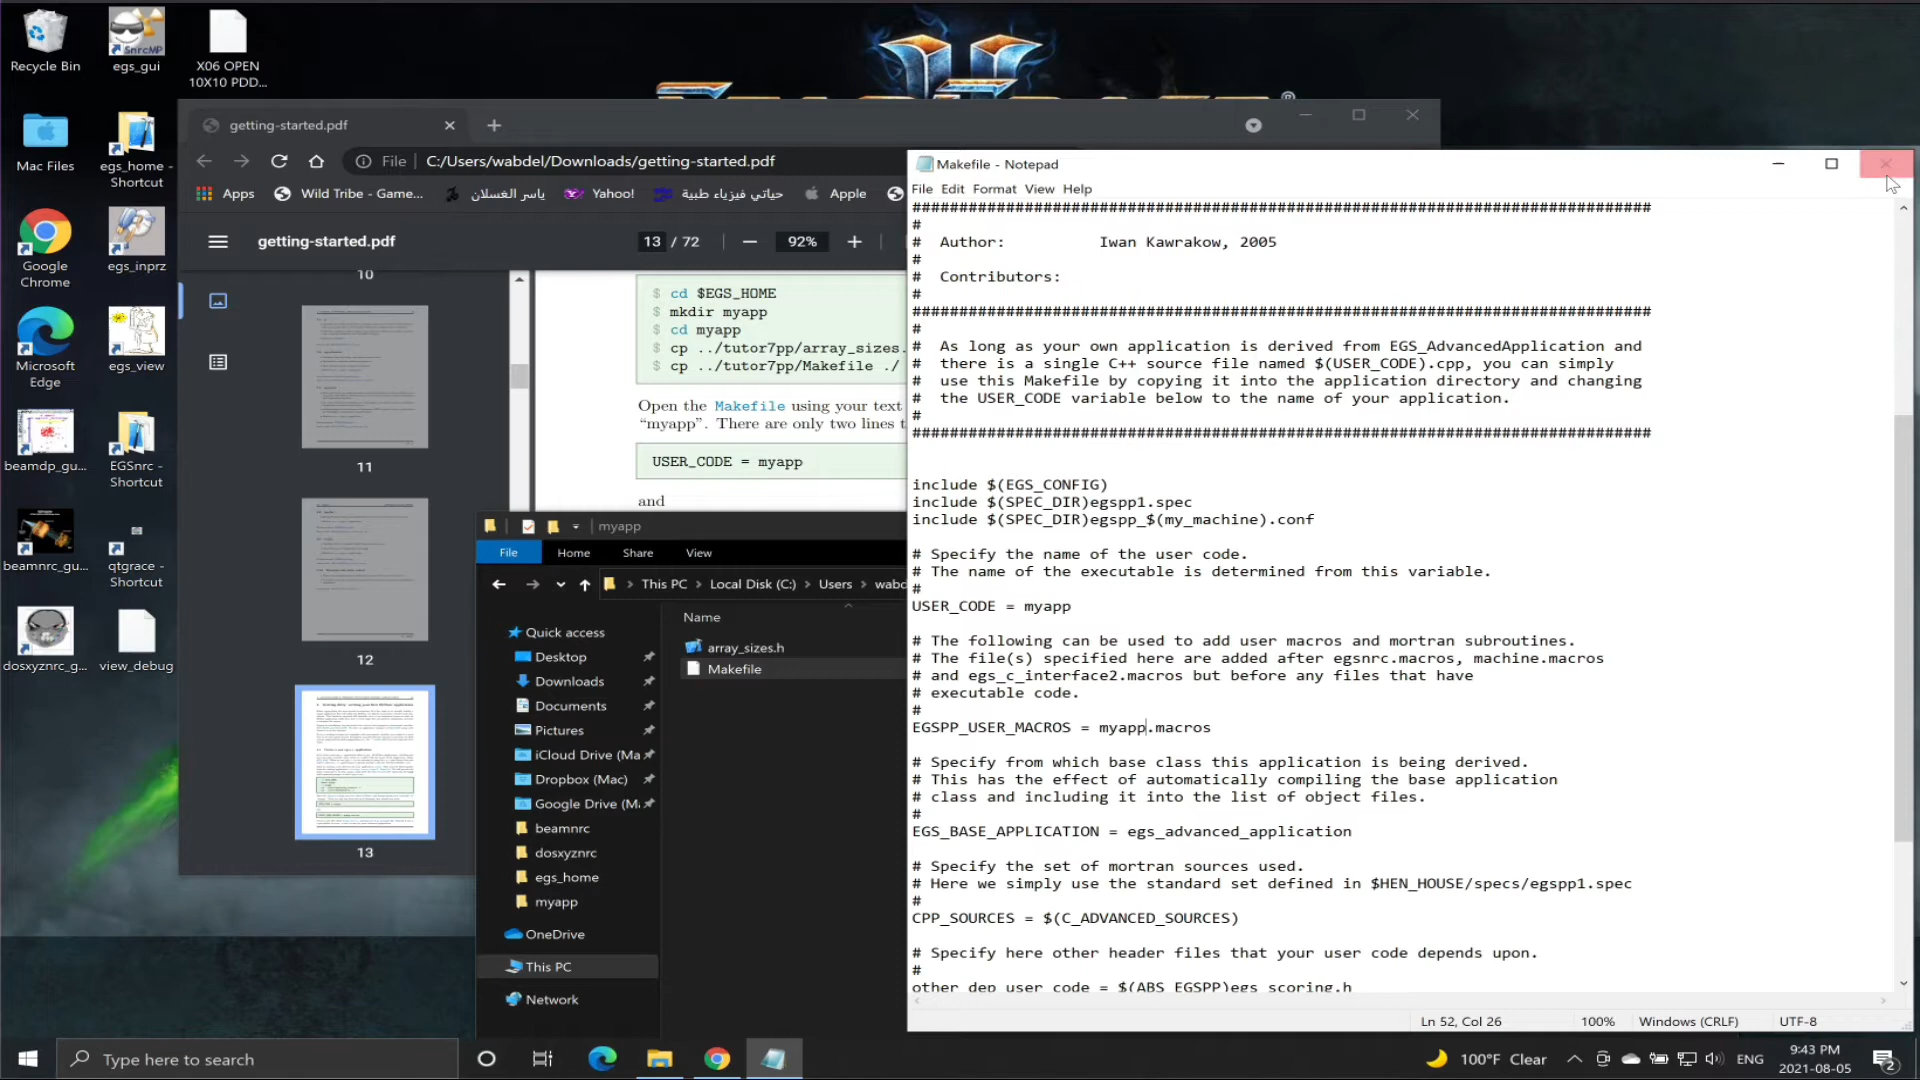 Recycle Bin
egs_gui
X06 OPEN
10X10 PDD...
Mac Files
egs_home -
Shortcut
Google
Chrome
egs_inprz
Microsoft
Edge
egs_view
beamdp_gu...
EGSnrc -
Shortcut
beamnrc_gu...
qtgrace -
Shortcut
dosxyznrc_g...
view_debug
getting-started.pdf
File
C:/Users/wabdel/Downloads/getting-started.pdf
Apps
Wild Tribe - Game...
ياسر الغسلان
Yahoo!
حياتي فيزياء طبية
Apple
getting-started.pdf
13 / 72
92%
10
11
12
13
$ cd $EGS_HOME
$ mkdir myapp
$ cd myapp
$ cp ../tutor7pp/array_sizes.
$ cp ../tutor7pp/Makefile ./
Open the Makefile using your text
“myapp”. There are only two lines t
USER_CODE = myapp
and
myapp
File Home Share View
This PC > Local Disk (C:) > Users > wabd
Name
array_sizes.h
Makefile
Quick access
Desktop
Downloads
Documents
Pictures
iCloud Drive (Ma
Dropbox (Mac)
Google Drive (Ma
beamnrc
dosxyznrc
egs_home
myapp
OneDrive
This PC
Network
Makefile - Notepad
File Edit Format View Help
###############################################################################
#
# Author: Iwan Kawrakow, 2005
#
# Contributors:
#
###############################################################################
#
# As long as your own application is derived from EGS_AdvancedApplication and
# there is a single C++ source file named $(USER_CODE).cpp, you can simply
# use this Makefile by copying it into the application directory and changing
# the USER_CODE variable below to the name of your application.
#
###############################################################################
include $(EGS_CONFIG)
include $(SPEC_DIR)egspp1.spec
include $(SPEC_DIR)egspp_$(my_machine).conf
# Specify the name of the user code.
# The name of the executable is determined from this variable.
#
USER_CODE = myapp
# The following can be used to add user macros and mortran subroutines.
# The file(s) specified here are added after egsnrc.macros, machine.macros
# and egs_c_interface2.macros but before any files that have
# executable code.
#
EGSPP_USER_MACROS = myapp.macros
# Specify from which base class this application is being derived.
# This has the effect of automatically compiling the base application
# class and including it into the list of object files.
#
EGS_BASE_APPLICATION = egs_advanced_application
# Specify the set of mortran sources used.
# Here we simply use the standard set defined in $HEN_HOUSE/specs/egspp1.spec
#
CPP_SOURCES = $(C_ADVANCED_SOURCES)
# Specify here other header files that your user code depends upon.
#
other_dep_user_code = $(ABS_EGSPP)egs_scoring.h
Ln 52, Col 26
100%
Windows (CRLF)
UTF-8
Type here to search
100°F Clear
ENG
9:43 PM
2021-08-05
2